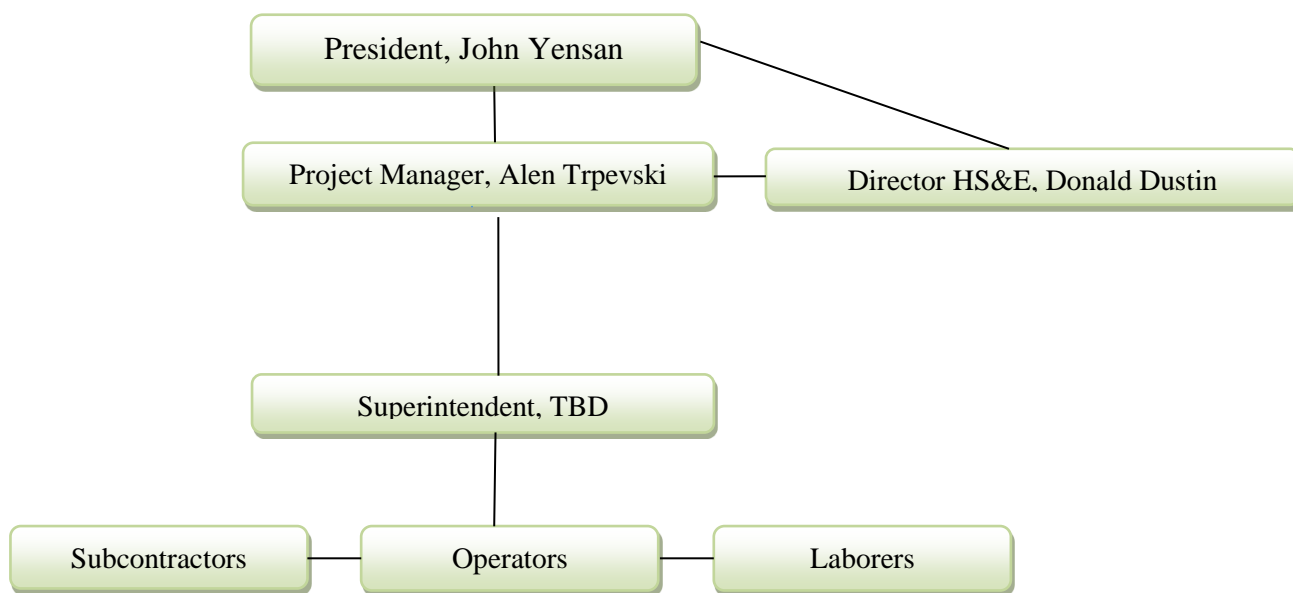 President, John Yensan
Project Manager, Alen Trpevski
Director HS&E, Donald Dustin
Superintendent, TBD
Subcontractors
Operators
Laborers